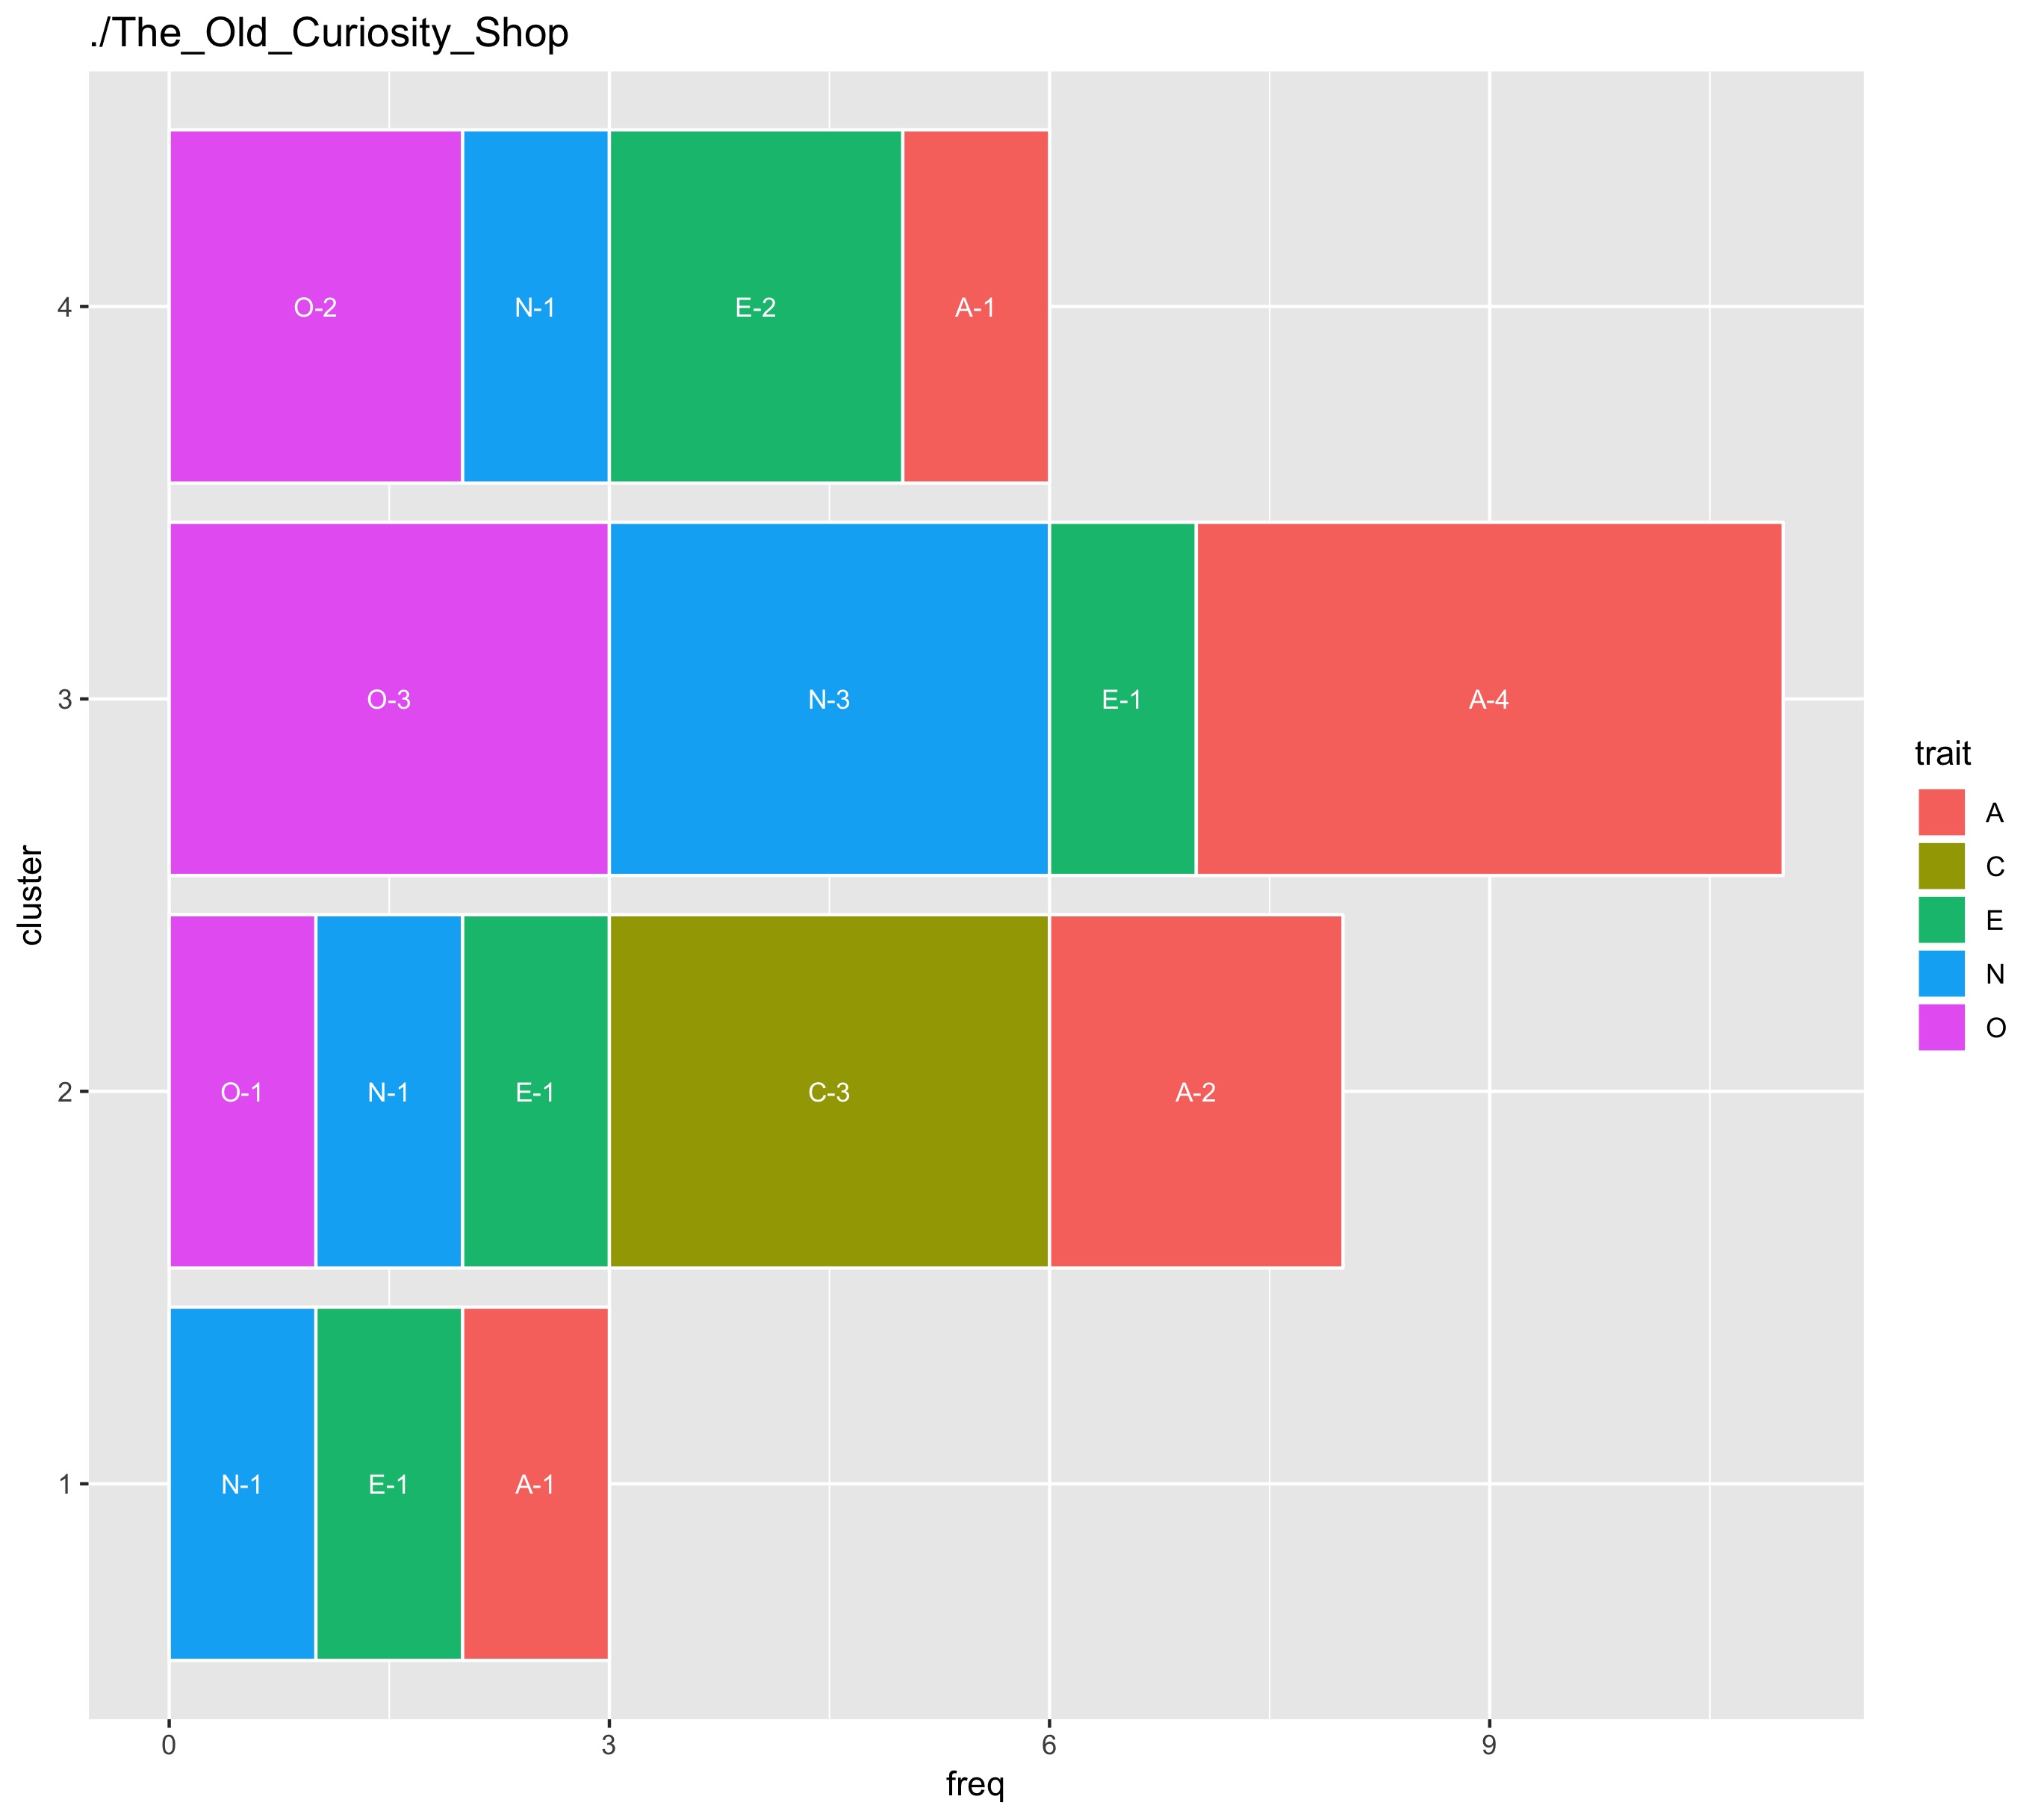 ./The_Old_Curiosity_Shop
4
O-2 N-1 E-2 A-1
3
O-3 N-3 E-1 A-4
2
O-1 N-1 E-1 C-3 A-2
1
N-1 E-1 A-1
0 3 6 9
freq
cluster
trait
A
C
E
N
O